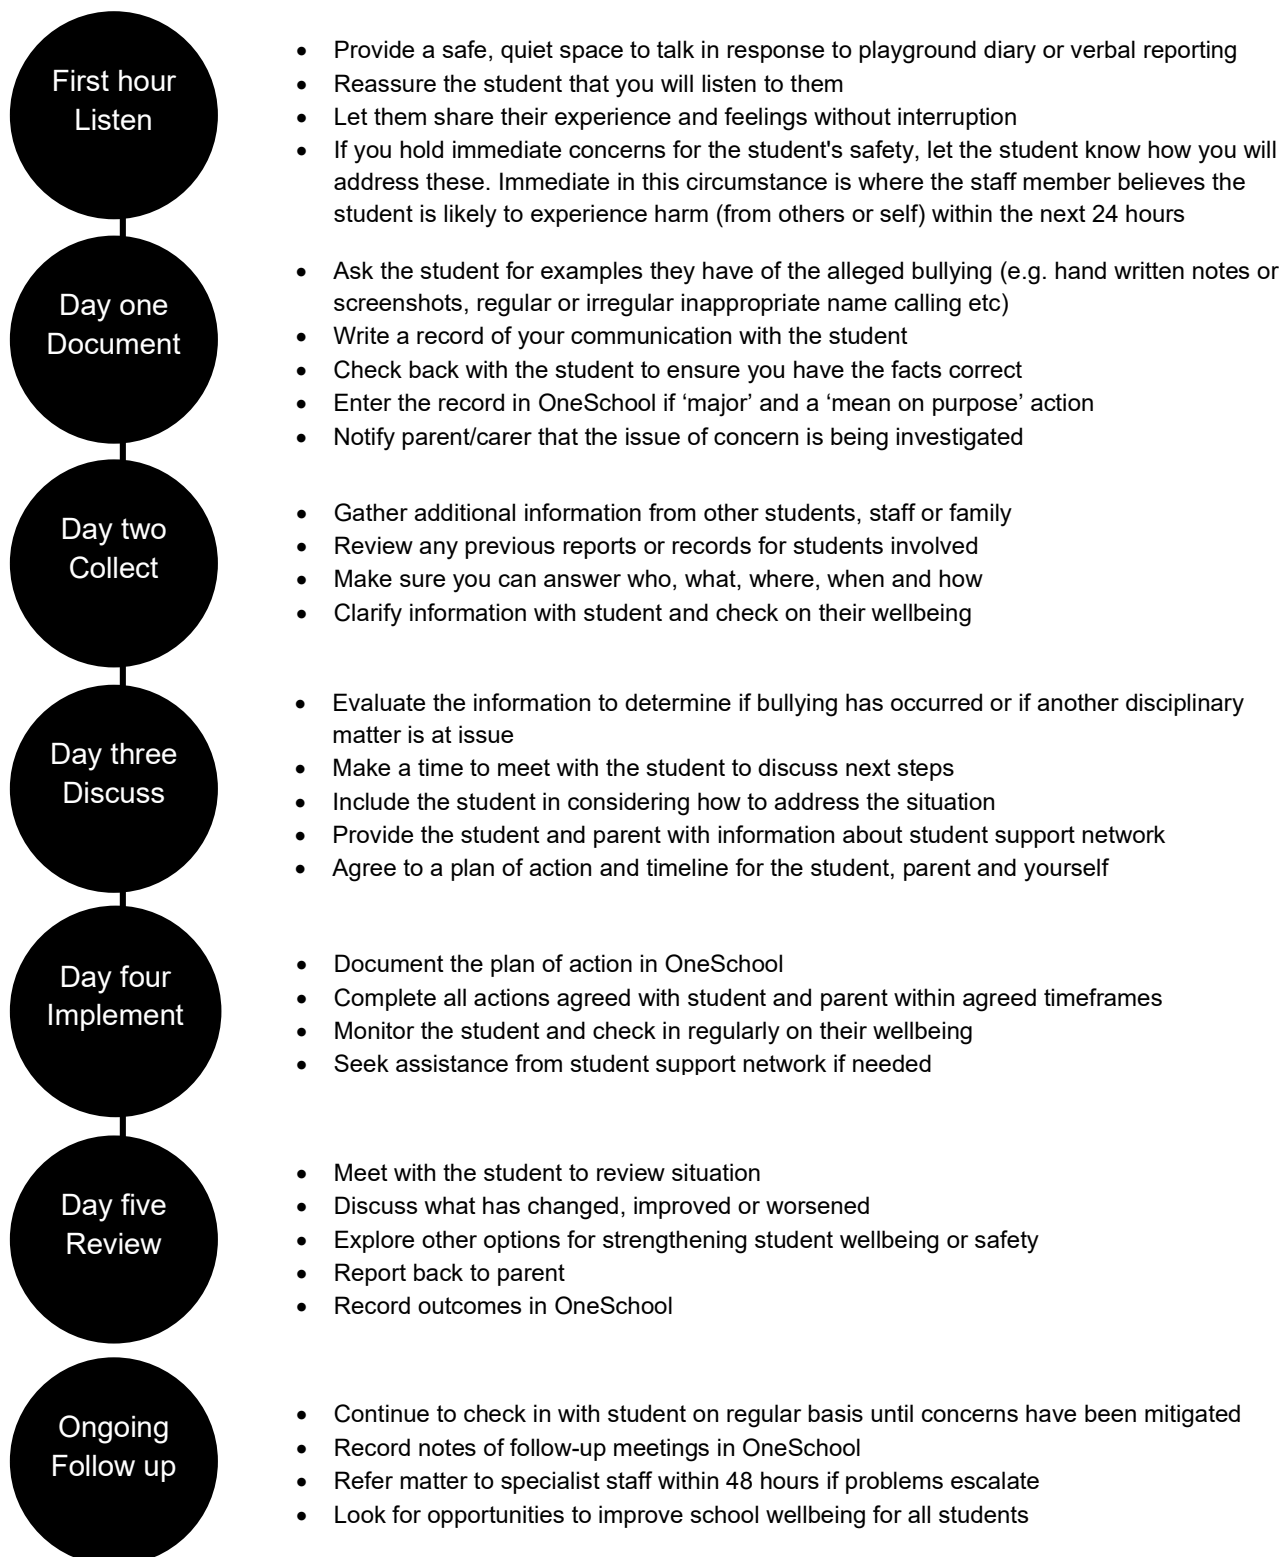 First hour
Listen
• Provide a safe, quiet space to talk in response to playground diary or verbal reporting
• Reassure the student that you will listen to them
• Let them share their experience and feelings without interruption
• If you hold immediate concerns for the student's safety, let the student know how you will
address these. Immediate in this circumstance is where the staff member believes the
student is likely to experience harm (from others or self) within the next 24 hours
Day one
Document
• Ask the student for examples they have of the alleged bullying (e.g. hand written notes or
screenshots, regular or irregular inappropriate name calling etc)
• Write a record of your communication with the student
• Check back with the student to ensure you have the facts correct
• Enter the record in OneSchool if ‘major’ and a ‘mean on purpose’ action
• Notify parent/carer that the issue of concern is being investigated
Day two
Collect
• Gather additional information from other students, staff or family
• Review any previous reports or records for students involved
• Make sure you can answer who, what, where, when and how
• Clarify information with student and check on their wellbeing
Day three
Discuss
• Evaluate the information to determine if bullying has occurred or if another disciplinary
matter is at issue
• Make a time to meet with the student to discuss next steps
• Include the student in considering how to address the situation
• Provide the student and parent with information about student support network
• Agree to a plan of action and timeline for the student, parent and yourself
Day four
Implement
• Document the plan of action in OneSchool
• Complete all actions agreed with student and parent within agreed timeframes
• Monitor the student and check in regularly on their wellbeing
• Seek assistance from student support network if needed
Day five
Review
• Meet with the student to review situation
• Discuss what has changed, improved or worsened
• Explore other options for strengthening student wellbeing or safety
• Report back to parent
• Record outcomes in OneSchool
Ongoing
Follow up
• Continue to check in with student on regular basis until concerns have been mitigated
• Record notes of follow-up meetings in OneSchool
• Refer matter to specialist staff within 48 hours if problems escalate
• Look for opportunities to improve school wellbeing for all students